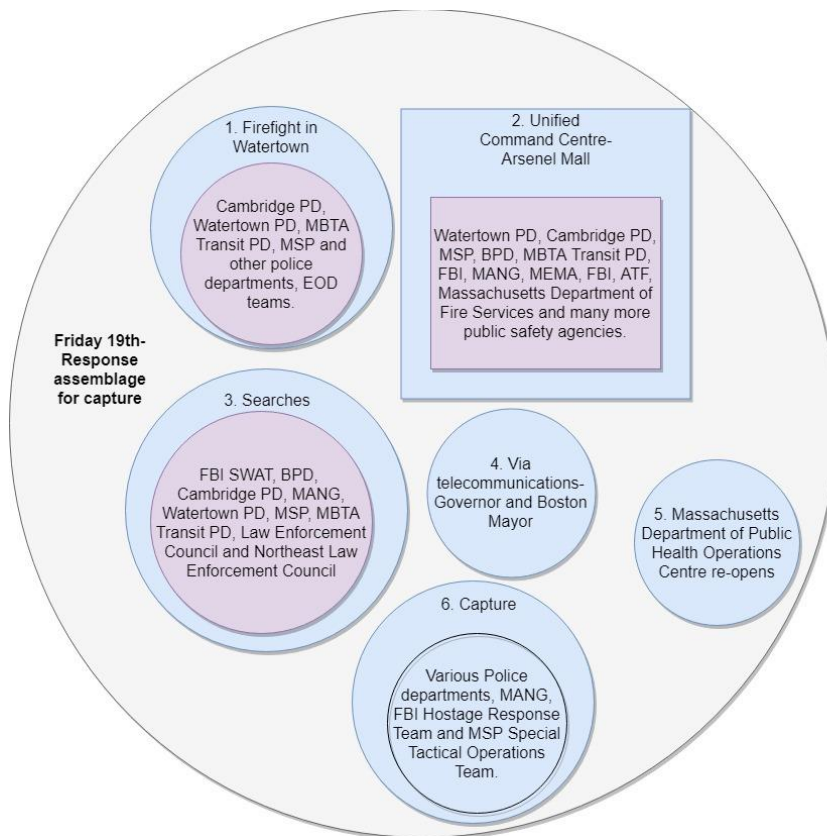 1. Firefight in
Watertown
Cambridge PD,
Watertown PD, MBTA
Transit PD, MSP and
other police
departments, EOD
teams.
2. Unified
Command Centre-
Arsenel Mall
Watertown PD, Cambridge PD,
MSP, BPD, MBTA Transit PD,
FBI, MANG, MEMA, FBI, ATF,
Massachusetts Department of
Fire Services and many more
public safety agencies.
Friday 19th-
Response
assemblage
for capture
3. Searches
FBI SWAT, BPD,
Cambridge PD, MANG,
Watertown PD, MSP, MBTA
Transit PD, Law Enforcement
Council and Northeast Law
Enforcement Council
4. Via
telecommunications-
Governor and Boston
Mayor
5. Massachusetts
Department of Public
Health Operations
Centre re-opens
6. Capture
Various Police
departments, MANG,
FBI Hostage Response
Team and MSP Special
Tactical Operations
Team.